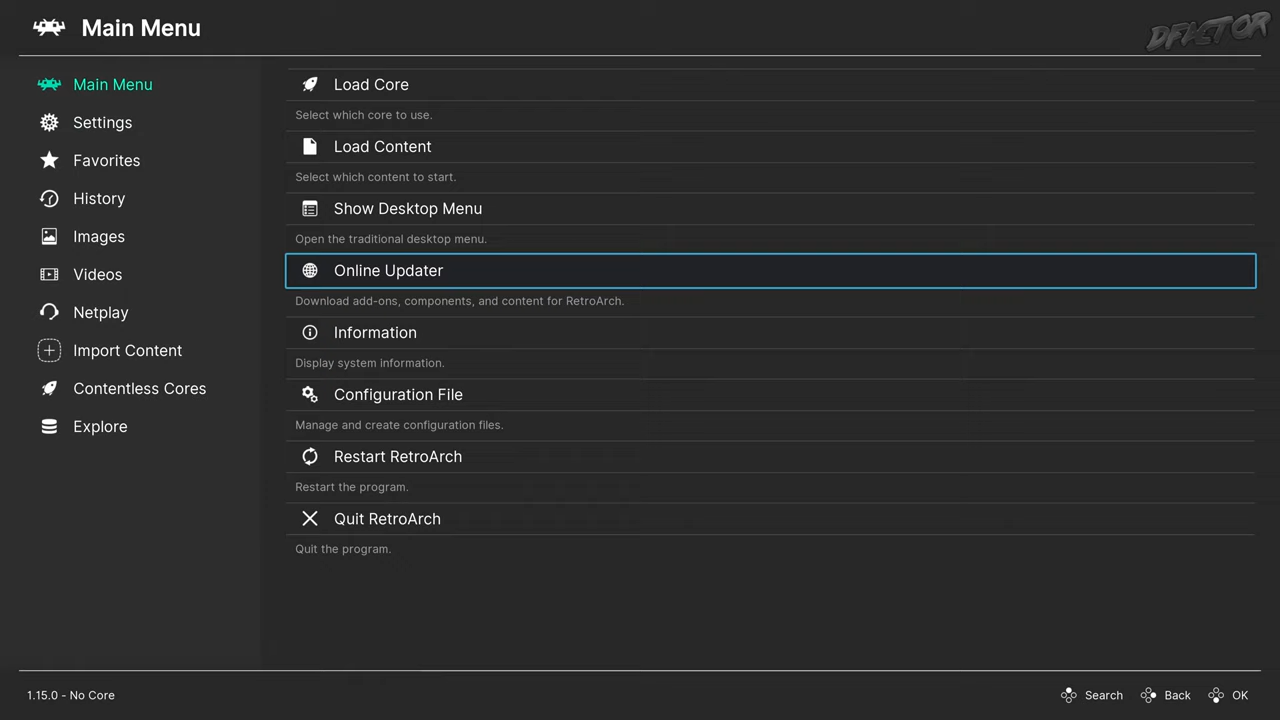 Main Menu
DFACTOR
Main Menu
Settings
Favorites
History
Images
Videos
Netplay
Import Content
Contentless Cores
Explore
Load Core
Select which core to use.
Load Content
Select which content to start.
Show Desktop Menu
Open the traditional desktop menu.
Online Updater
Download add-ons, components, and content for RetroArch.
Information
Display system information.
Configuration File
Manage and create configuration files.
Restart RetroArch
Restart the program.
Quit RetroArch
Quit the program.
1.15.0 - No Core
Search Back OK